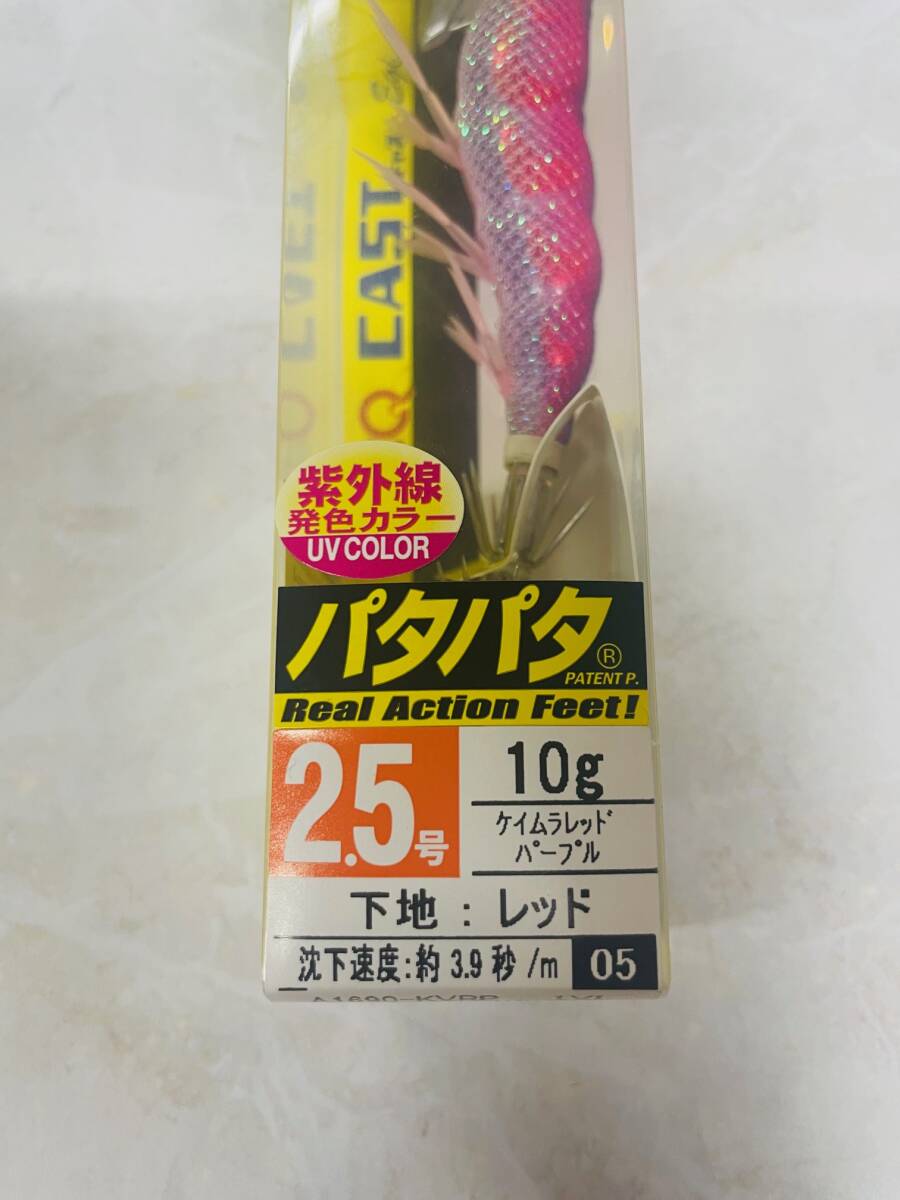 Q CAST
紫外線
発色カラー
UV COLOR
パタパタ®
PATENT P.
Real Action Feet!
2.5号
10g
ケイムラレッド
パープル
下地:レッド
沈下速度:約3.9秒/m
05